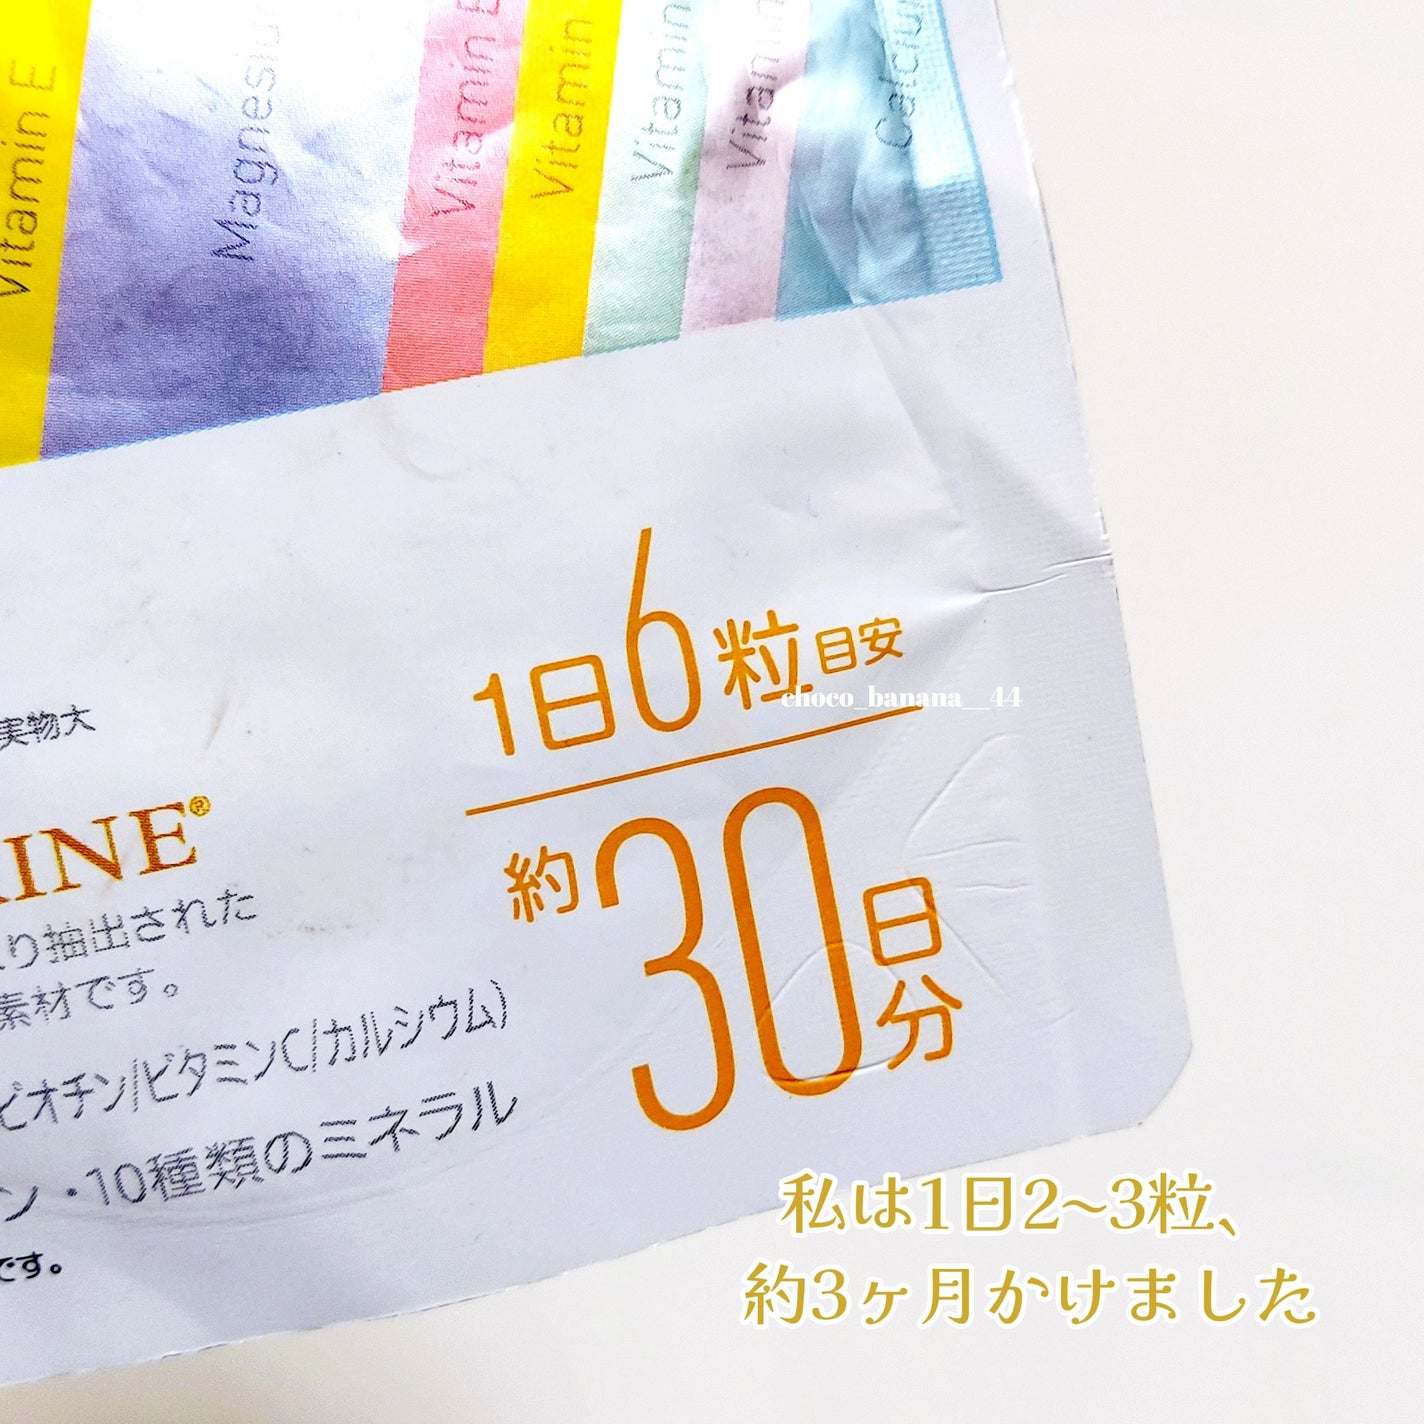 Vitamin E
Vitamin
Vitamin
Vitamin
1日6粒目安
choco_banana__44
約30日分
実物大
INE®
り抽出された
素材です。
ビオチン|ビタミンC|カルシウム)
ン・10種類のミネラル
です。
私は1日2~3粒、
約3ヶ月かけました